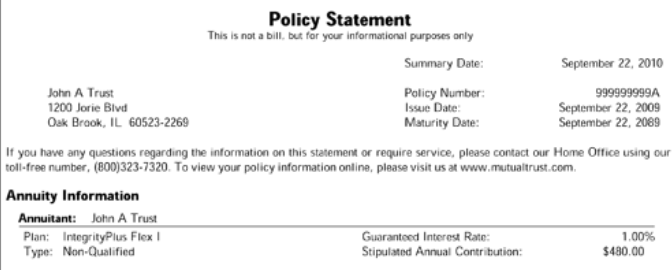 Policy Statement
This is not a bill, but for your informational purposes only
Summary Date: September 22, 2010
John A Trust Policy Number: 999999999A
1200 Jorie Blvd Issue Date: September 22, 2009
Oak Brook, IL 60523-2269 Maturity Date: September 22, 2089
If you have any questions regarding the information on this statement or require service, please contact our Home Office using our
toll-free number, (800)323-7320. To view your policy information online, please visit us at www.mutualtrust.com.
Annuity Information
Annuitant: John A Trust
Plan: IntegrityPlus Flex I Guaranteed Interest Rate: 1.00%
Type: Non-Qualified Stipulated Annual Contribution: $480.00